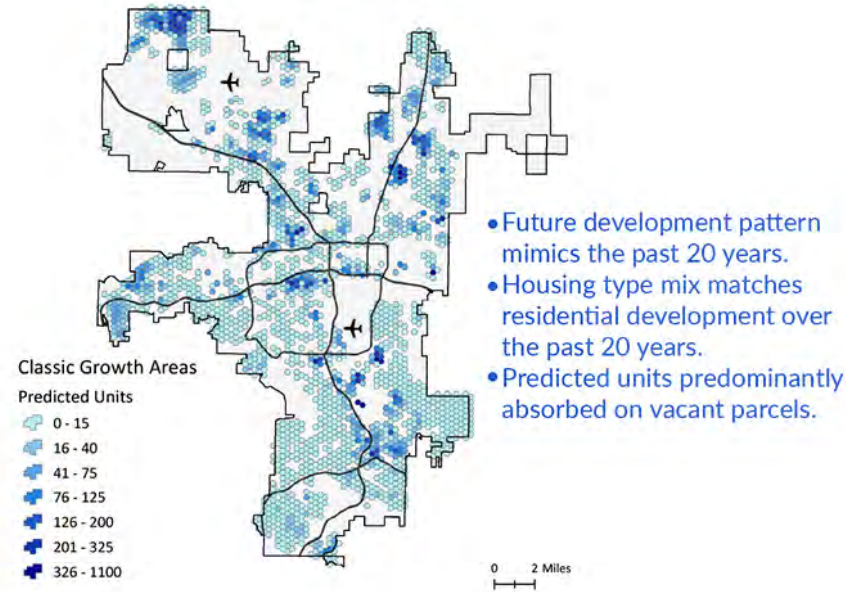 • Future development pattern
mimics the past 20 years.
• Housing type mix matches
residential development over
the past 20 years.
• Predicted units predominantly
absorbed on vacant parcels.
Classic Growth Areas
Predicted Units
0 - 15
16 - 40
41 - 75
76 - 125
126 - 200
201 - 325
326 - 1100
0 2 Miles